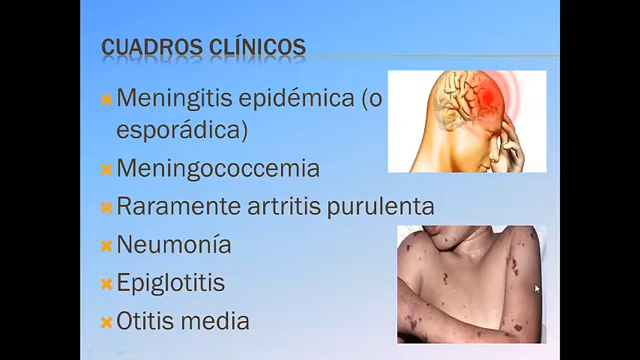 CUADROS CLÍNICOS
Meningitis epidémica (o
esporádica)
Meningococcemia
Raramente artritis purulenta
Neumonía
Epiglotitis
Otitis media